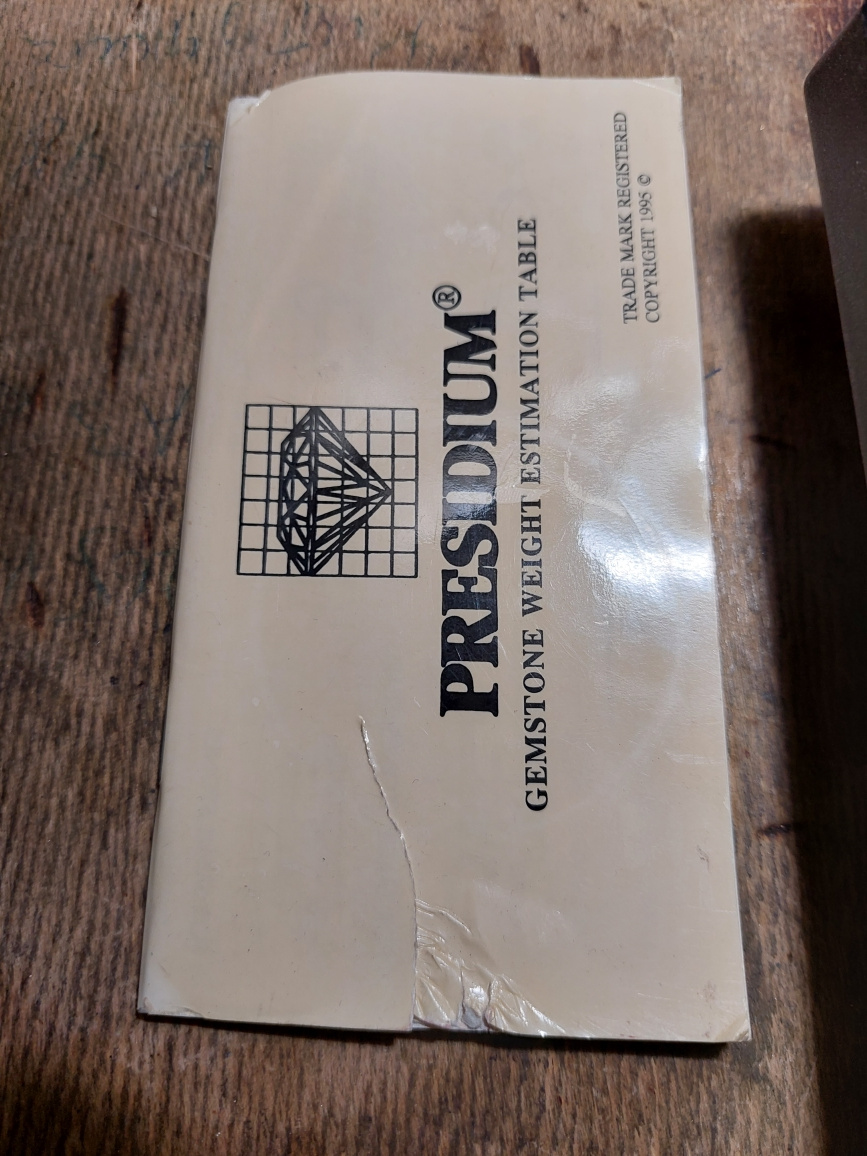 PRESIDIUM®
GEMSTONE WEIGHT ESTIMATION TABLE
TRADE MARK REGISTERED
COPYRIGHT 1995 ©